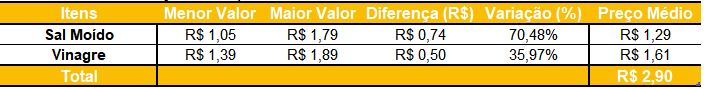 Itens Menor Valor Maior Valor Diferença (R$) Variação (%) Preço Médio
Sal Moído R$ 1,05 R$ 1,79 R$ 0,74 70,48% R$ 1,29
Vinagre R$ 1,39 R$ 1,89 R$ 0,50 35,97% R$ 1,61
Total R$ 2,90